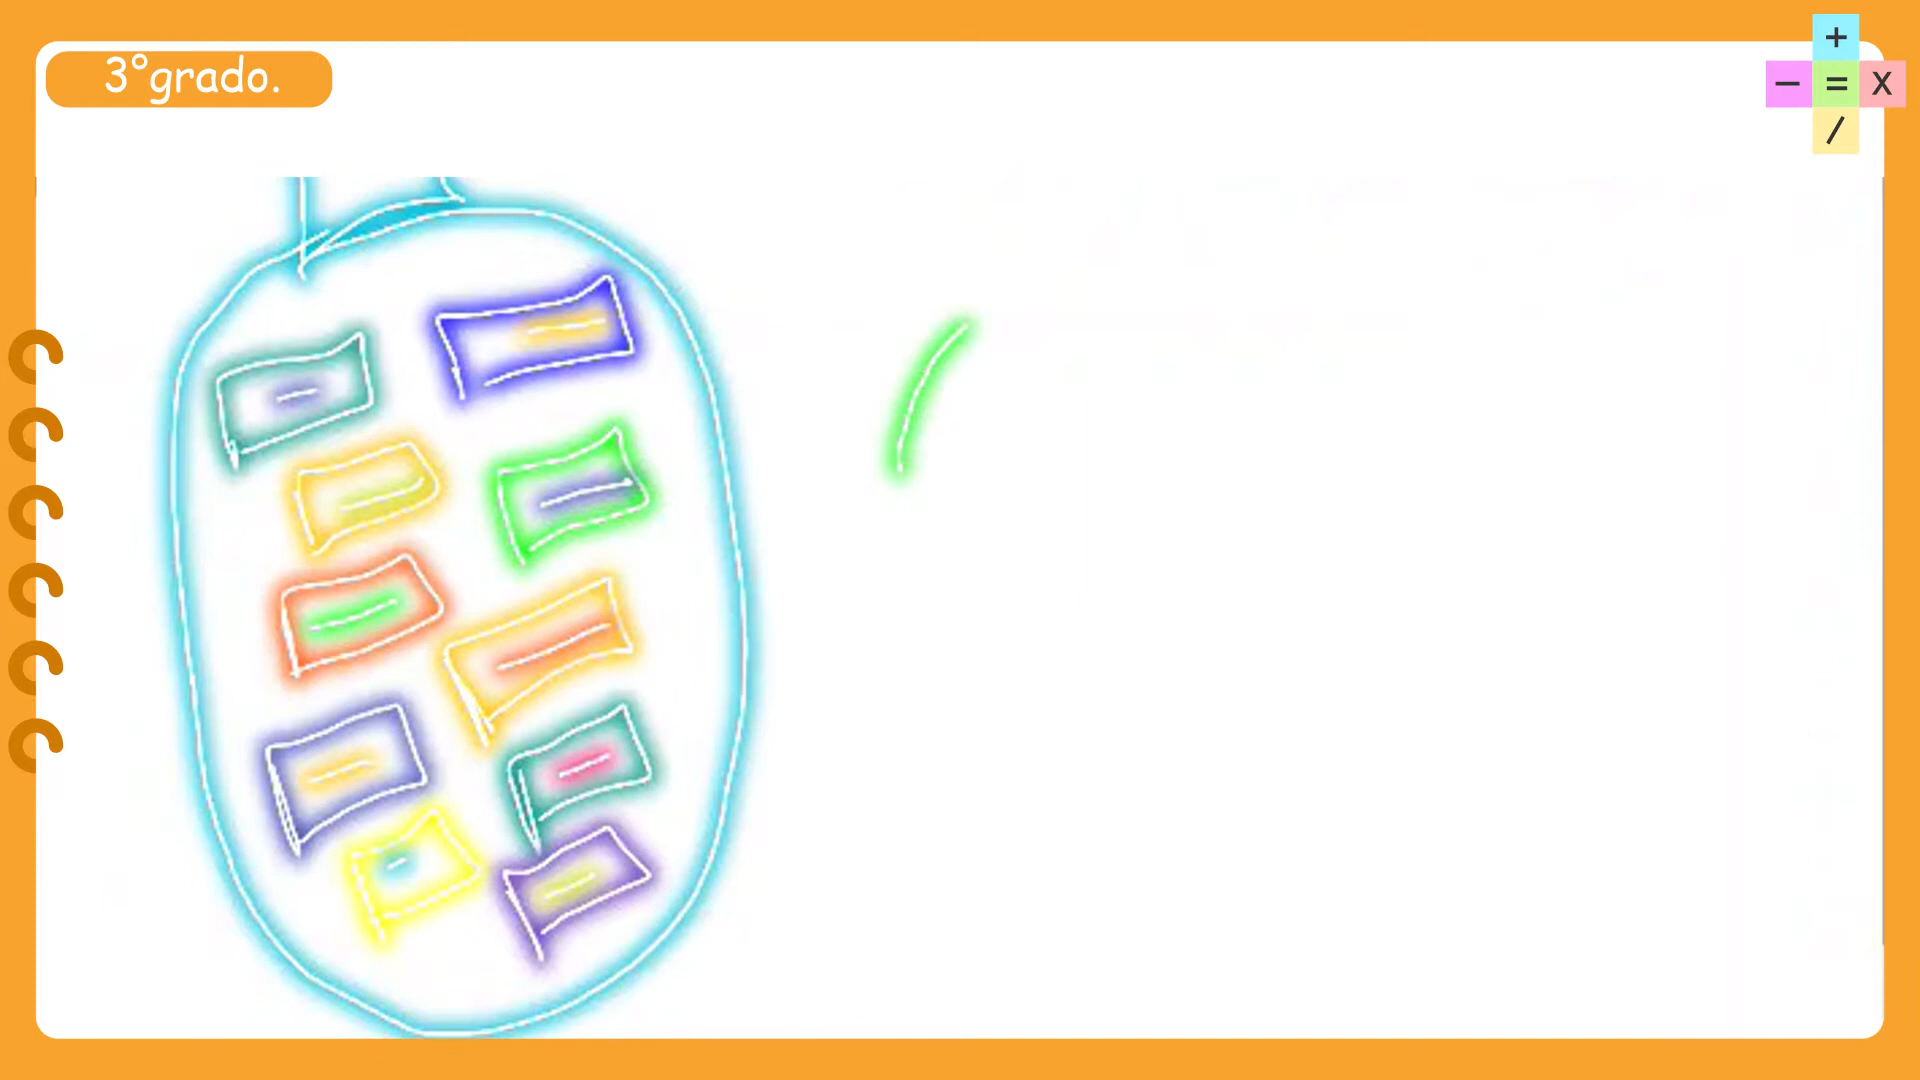 3°grado.
+
− = x
/